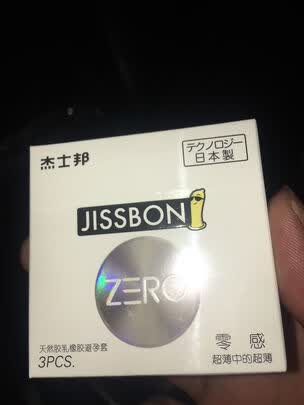 杰士邦
テクノロジー
日本製
JISSBON
ZERO
天然胶乳橡胶避孕套
3PCS.
零感
超薄中的超薄